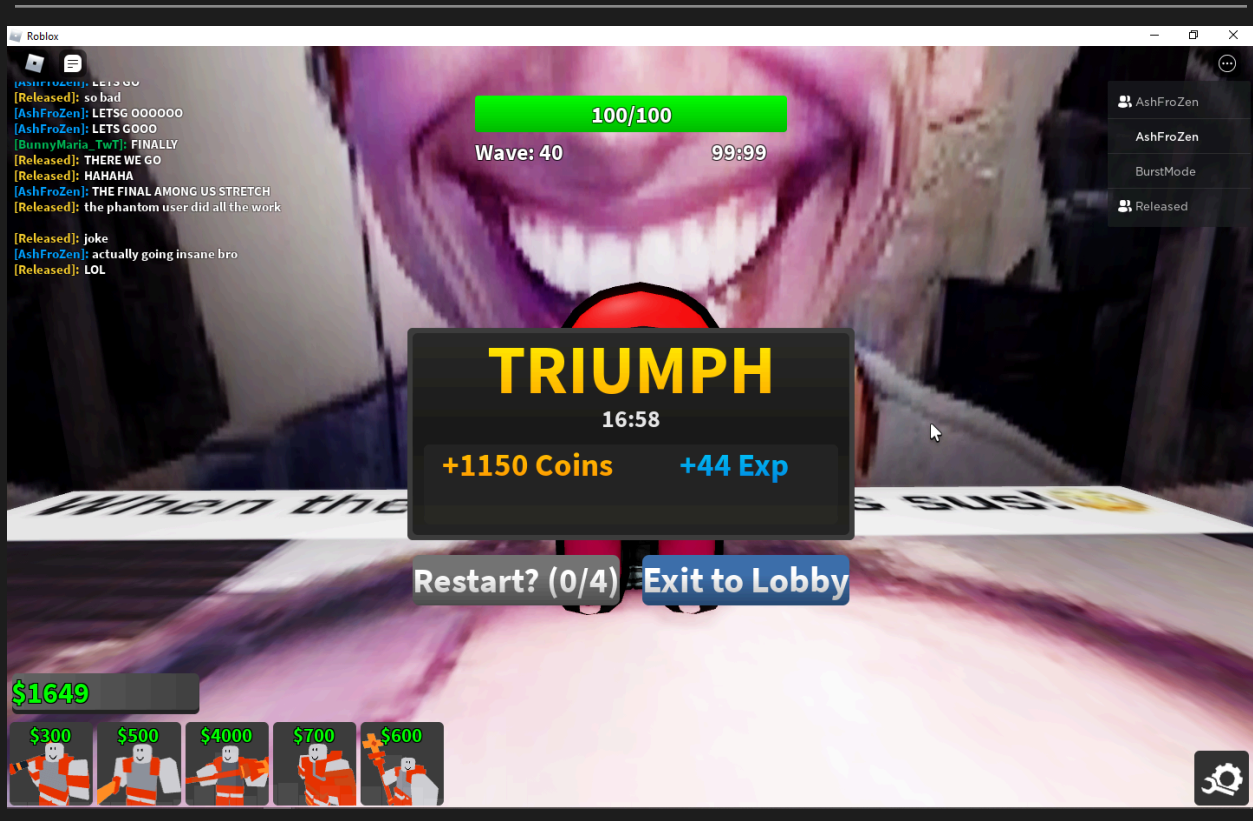 Roblox
[AshFroZen]: LETS GO
[Released]: so bad
[AshFroZen]: LETSG OOOOOO
[AshFroZen]: LETS GOOO
[BunnyMaria_TwT]: FINALLY
[Released]: THERE WE GO
[Released]: HAHAHA
[AshFroZen]: THE FINAL AMONG US STRETCH
[Released]: the phantom user did all the work
[Released]: joke
[AshFroZen]: actually going insane bro
[Released]: LOL
100/100
Wave: 40 99:99
AshFroZen
AshFroZen
BurstMode
Released
TRIUMPH
16:58
+1150 Coins +44 Exp
When the s sus!
Restart? (0/4) Exit to Lobby
$1649
$300 $500 $4000 $700 $600